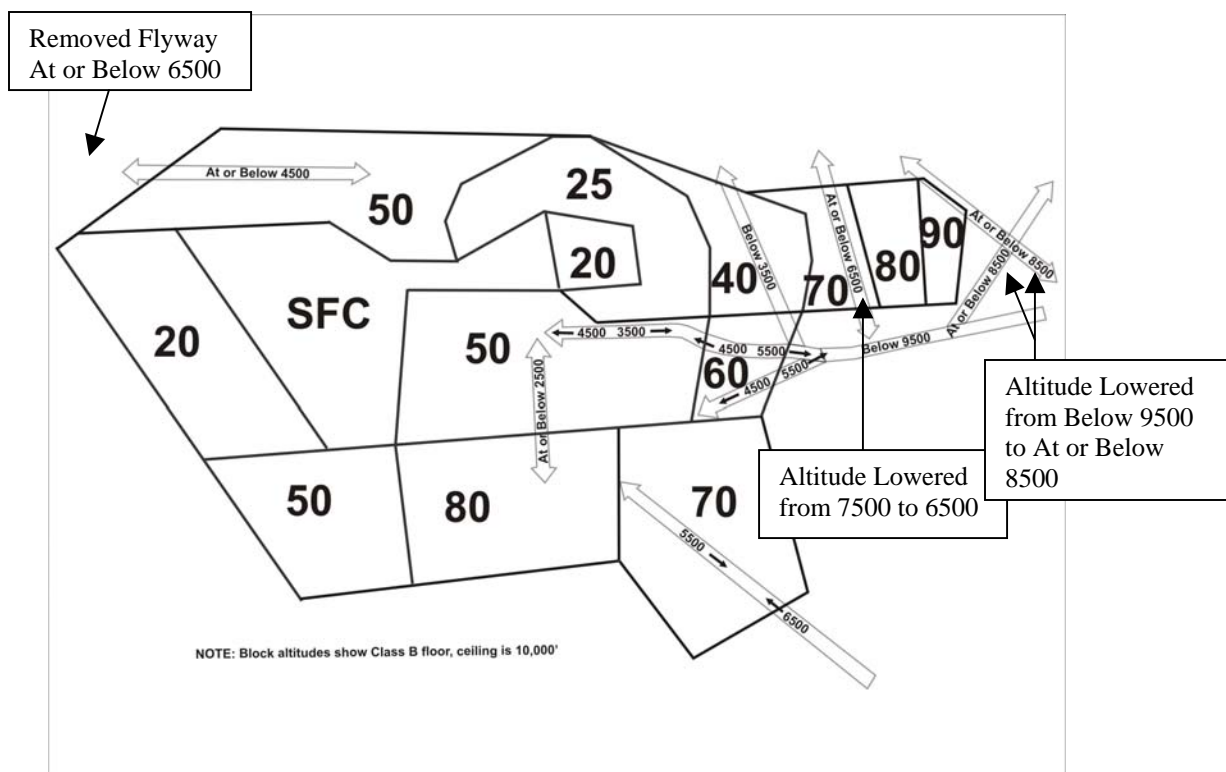 Removed Flyway
At or Below 6500
At or Below 4500
50
25
20
SFC
20
50
40
70
80
90
Below 3500
At or Below 6500
At or Below 8500
At or Below 8500
4500 3500
4500 5500
Below 9500
60
4500 5500
At or Below 2500
50
80
70
5500
6500
Altitude Lowered
from 7500 to 6500
Altitude Lowered
from Below 9500
to At or Below
8500
NOTE: Block altitudes show Class B floor, ceiling is 10,000'